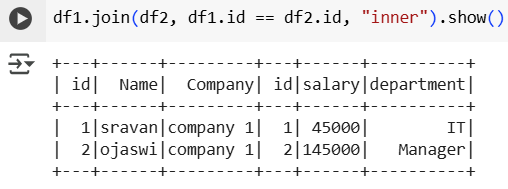 df1.join(df2, df1.id == df2.id, "inner").show()
+---+------+---------+---+------+----------+
| id|  Name|  Company| id|salary|department|
+---+------+---------+---+------+----------+
|  1|sravan|company 1|  1| 45000|        IT|
|  2|ojaswi|company 1|  2|145000|   Manager|
+---+------+---------+---+------+----------+